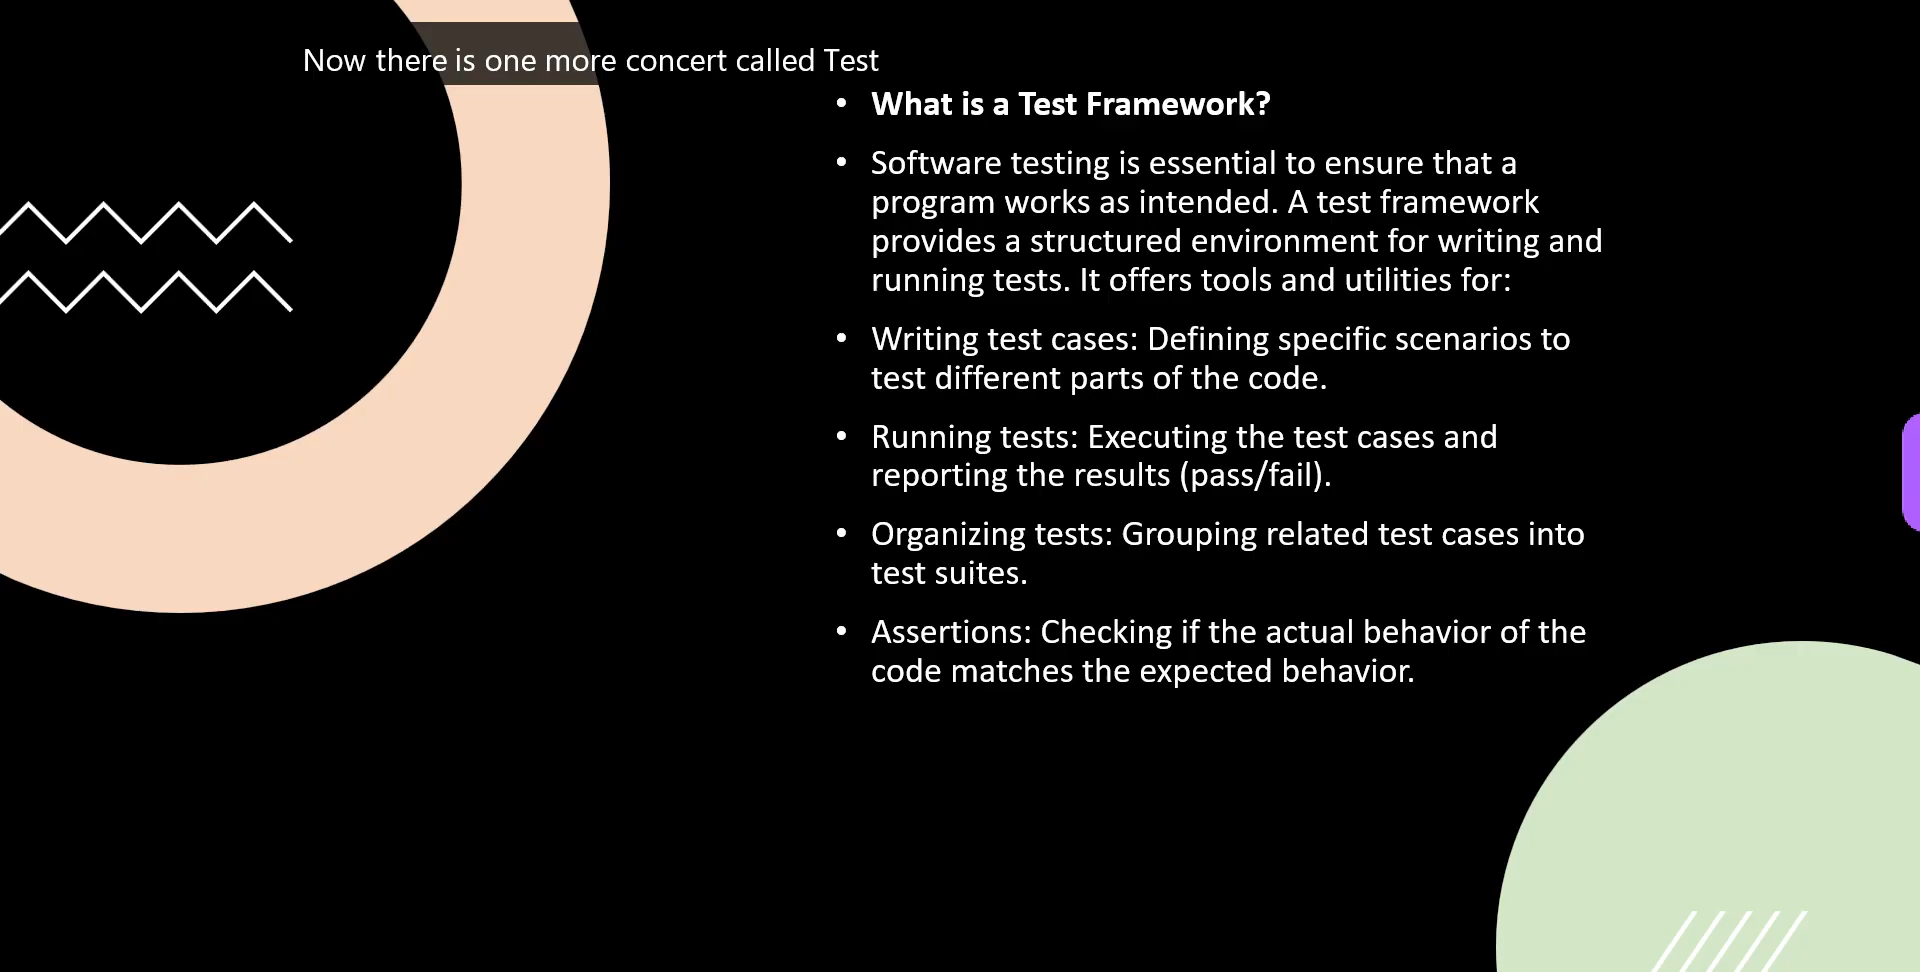 Now there is one more concert called Test
• What is a Test Framework?
• Software testing is essential to ensure that a
program works as intended. A test framework
provides a structured environment for writing and
running tests. It offers tools and utilities for:
• Writing test cases: Defining specific scenarios to
test different parts of the code.
• Running tests: Executing the test cases and
reporting the results (pass/fail).
• Organizing tests: Grouping related test cases into
test suites.
• Assertions: Checking if the actual behavior of the
code matches the expected behavior.